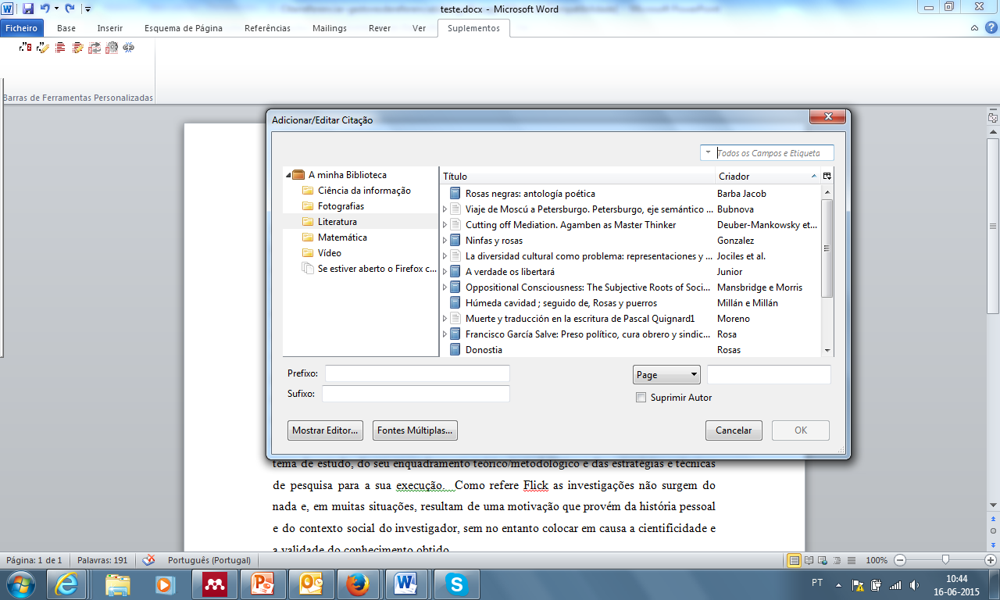 teste.docx - Microsoft Word
Ficheiro Base Inserir Esquema de Página Referências Mailings Rever Ver Suplementos
Barras de Ferramentas Personalizadas
Adicionar/Editar Citação
Todos os Campos e Etiqueta
A minha Biblioteca
Ciência da informação
Fotografias
Literatura
Matemática
Vídeo
Se estiver aberto o Firefox c...
Título Criador
Rosas negras: antología poética Barba Jacob
Viaje de Moscú a Petersburgo. Petersburgo, eje semántico ... Bubnova
Cutting off Mediation. Agamben as Master Thinker Deuber-Mankowsky et...
Ninfas y rosas Gonzalez
La diversidad cultural como problema: representaciones y ... Jociles et al.
A verdade os libertará Junior
Oppositional Consciousness: The Subjective Roots of Soci... Mansbridge e Morris
Húmeda cavidad ; seguido de, Rosas y puerros Millán e Millán
Muerte y traducción en la escritura de Pascal Quignard1 Moreno
Francisco García Salve: Preso político, cura obrero y sindic... Rosa
Donostia Rosas
Prefixo: Page
Sufixo: Suprimir Autor
Mostrar Editor... Fontes Múltiplas... Cancelar OK
tema de estudo, do seu enquadramento teórico/metodológico e das estratégias e técnicas
de pesquisa para a sua execução. Como refere Flick as investigações não surgem do
nada e, em muitas situações, resultam de uma motivação que provém da história pessoal
e do contexto social do investigador, sem no entanto colocar em causa a cientificidade e
a validade do conhecimento obtido
Página: 1 de 1 Palavras: 191 Português (Portugal) 100%
PT 10:44
16-06-2015